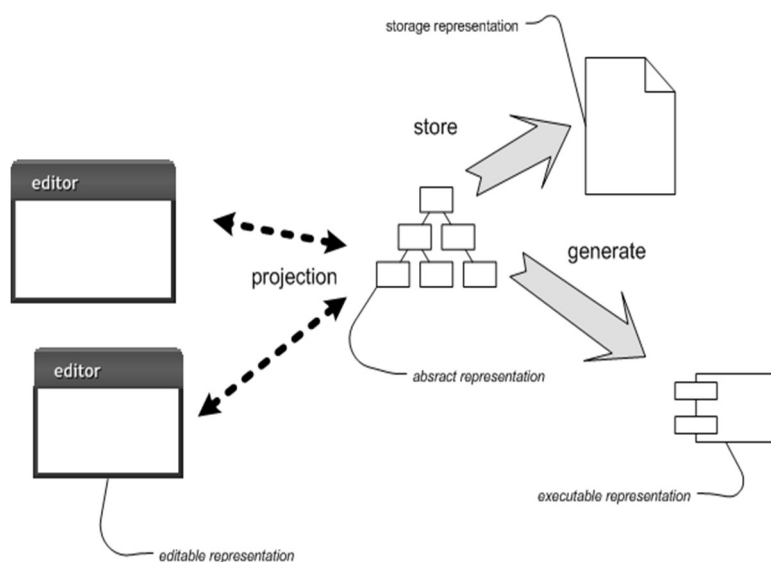 storage representation
store
editor
generate
projection
editor
absract representation
executable representation
editable representation